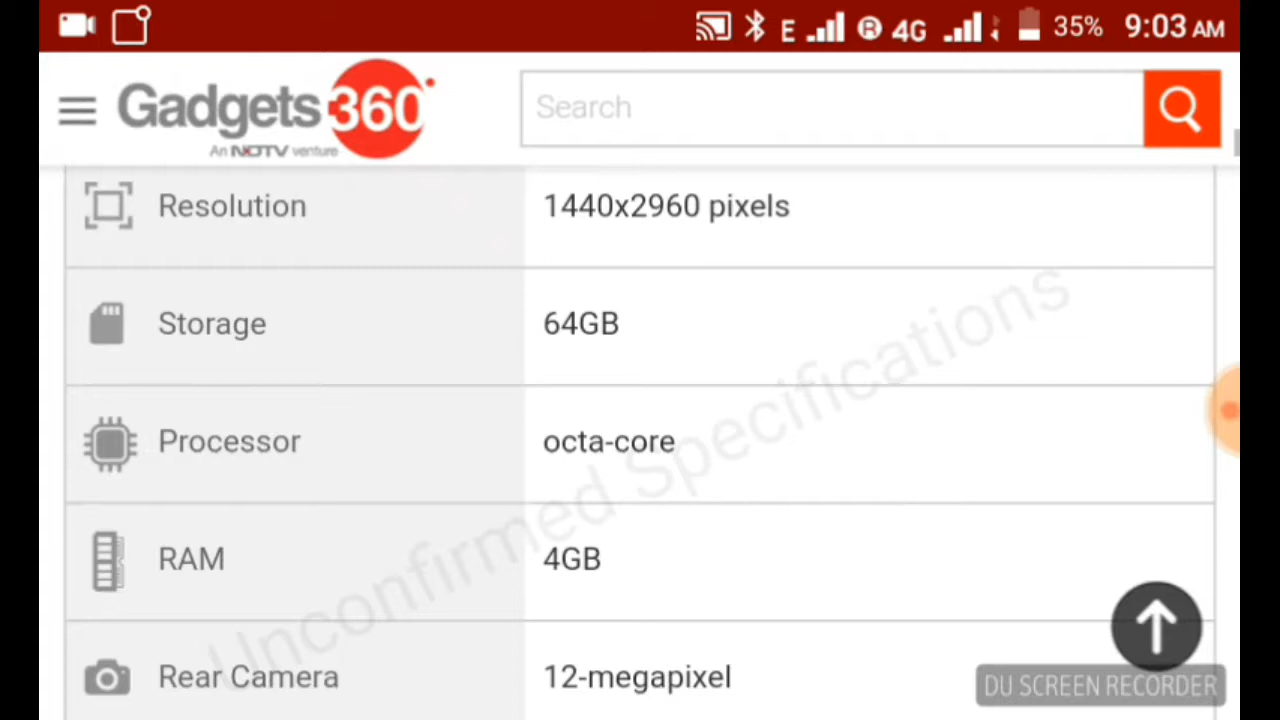 E R 4G 35% 9:03 AM
Gadgets 360
An NDTV venture
Search
Resolution 1440x2960 pixels
Storage 64GB
Processor octa-core
RAM 4GB
Rear Camera 12-megapixel
Unconfirmed Specifications
DU SCREEN RECORDER